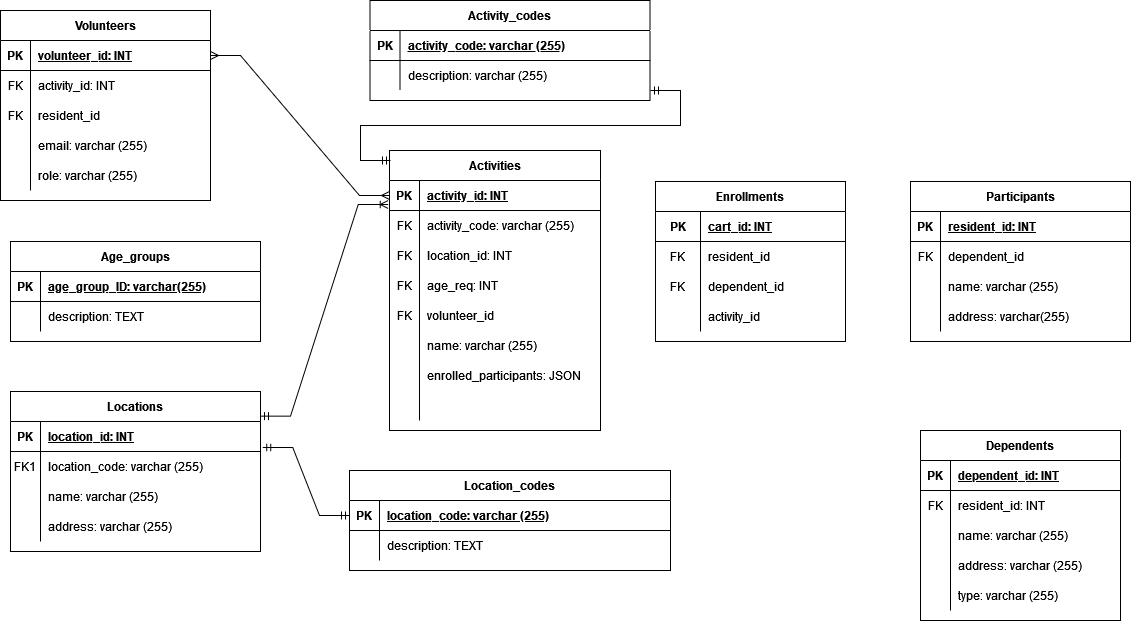 Volunteers
PK volunteer_id: INT
FK activity_id: INT
FK resident_id
email: varchar (255)
role: varchar (255)
Activity_codes
PK activity_code: varchar (255)
description: varchar (255)
Activities
PK activity_id: INT
FK activity_code: varchar (255)
FK location_id: INT
FK age_req: INT
FK volunteer_id
name: varchar (255)
enrolled_participants: JSON
Enrollments
PK cart_id: INT
FK resident_id
FK dependent_id
activity_id
Participants
PK resident_id: INT
FK dependent_id
name: varchar (255)
address: varchar(255)
Age_groups
PK age_group_ID: varchar(255)
description: TEXT
Locations
PK location_id: INT
FK1 location_code: varchar (255)
name: varchar (255)
address: varchar (255)
Location_codes
PK location_code: varchar (255)
description: TEXT
Dependents
PK dependent_id: INT
FK resident_id: INT
name: varchar (255)
address: varchar (255)
type: varchar (255)